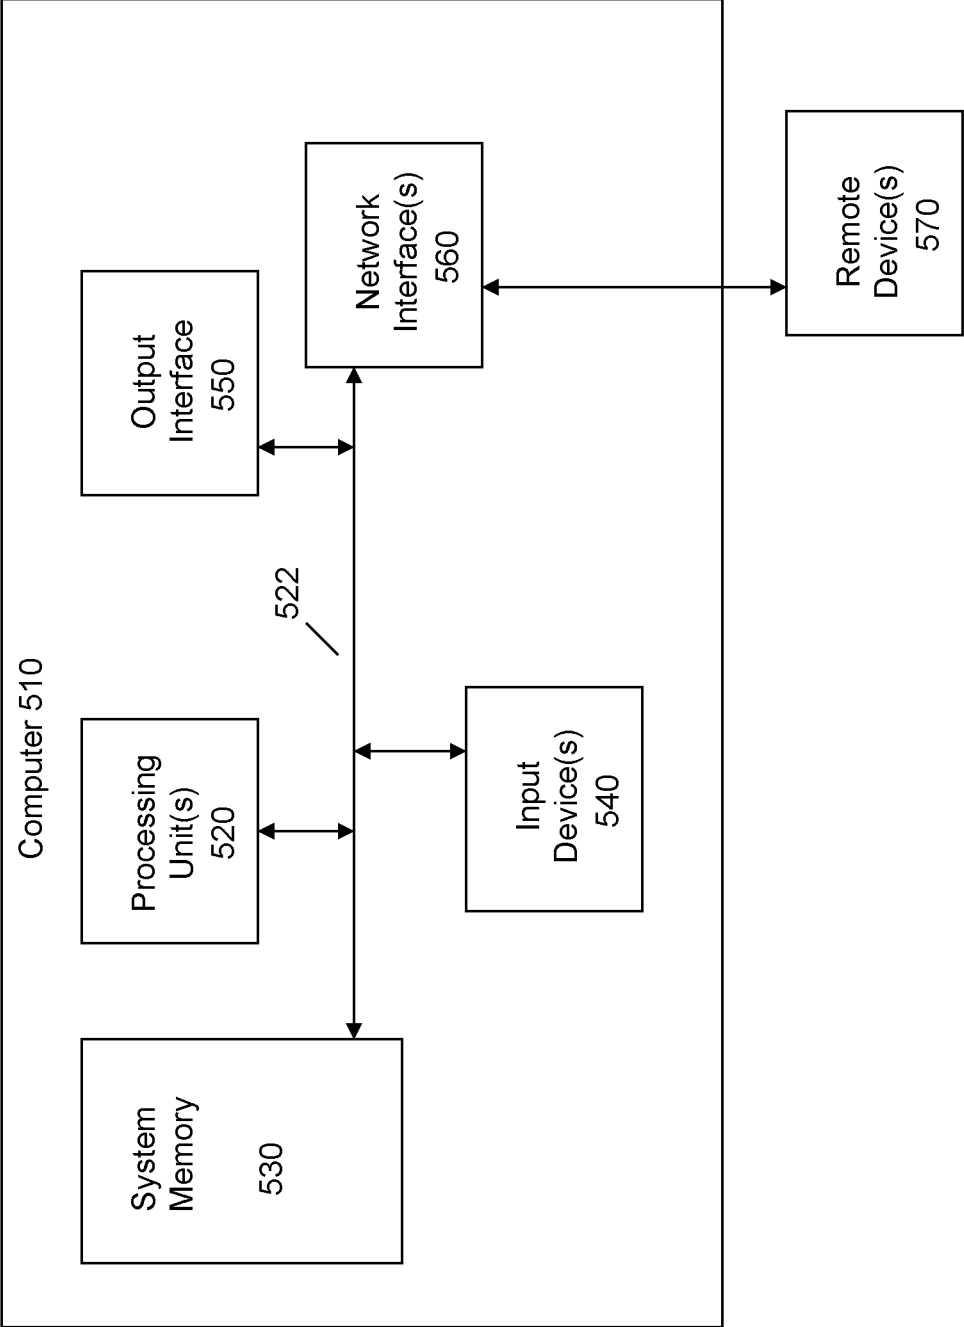 Computer 510
System
Memory
530
Processing
Unit(s)
520
Output
Interface
550
522
Network
Interface(s)
560
Input
Device(s)
540
Remote
Device(s)
570